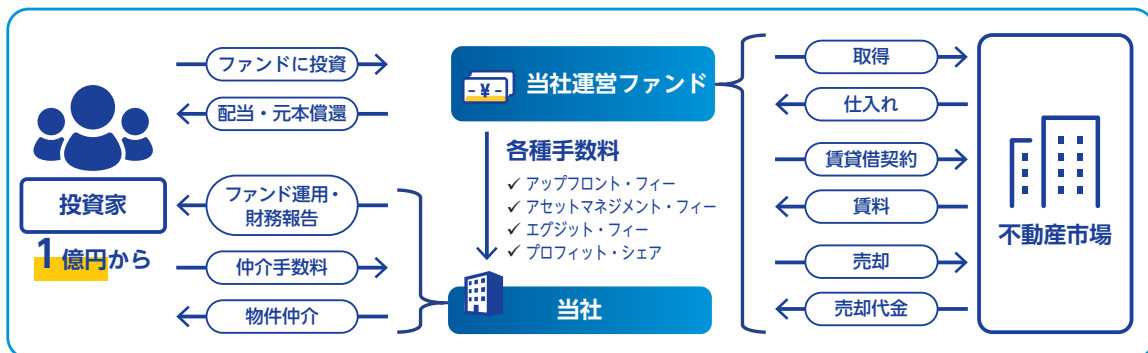 ファンドに投資
配当・元本償還
投資家
1億円から
ファンド運用・
財務報告
仲介手数料
物件仲介
-¥-
当社運営ファンド
各種手数料
✓ アップフロント・フィー
✓ アセットマネジメント・フィー
✓ エグジット・フィー
✓ プロフィット・シェア
当社
取得
仕入れ
賃貸借契約
賃料
売却
売却代金
不動産市場